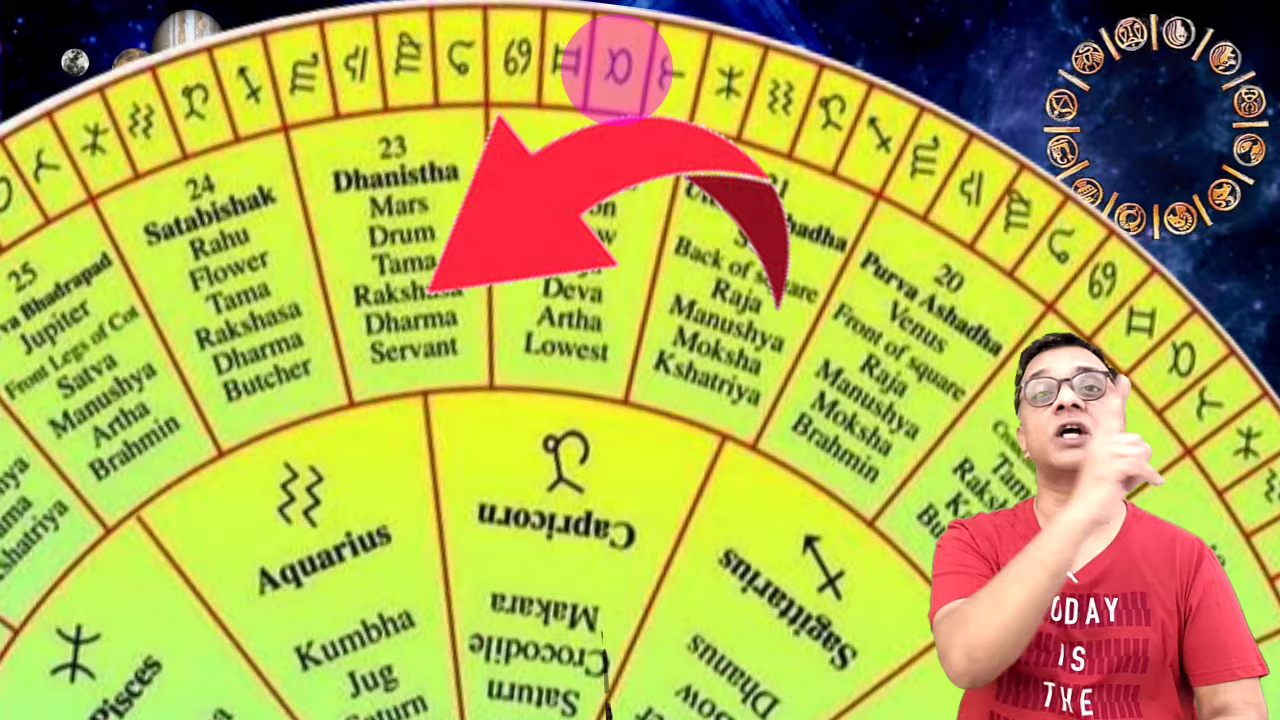 23
Dhanistha
Mars
Drum
Tama
Dharma
Servant
24
Satabishak
Rahu
Flower
Tama
Rakshasa
Dharma
Butcher
25
Bhadrapad
Jupiter
Front Legs of Cot
Satva
Manushya
Artha
Brahmin
Deva
Artha
Lowest
Back of
Raja
Manushya
Moksha
Kshatriya
20
Purva Ashadha
Venus
Front of square
Raja
Manushya
Moksha
Brahmin
Aquarius
Kumbha
Jug
Capricorn
Makara
Crocodile
Saturn
Sagittarius
Dhanus
Pisces
ODAY
IS
THE